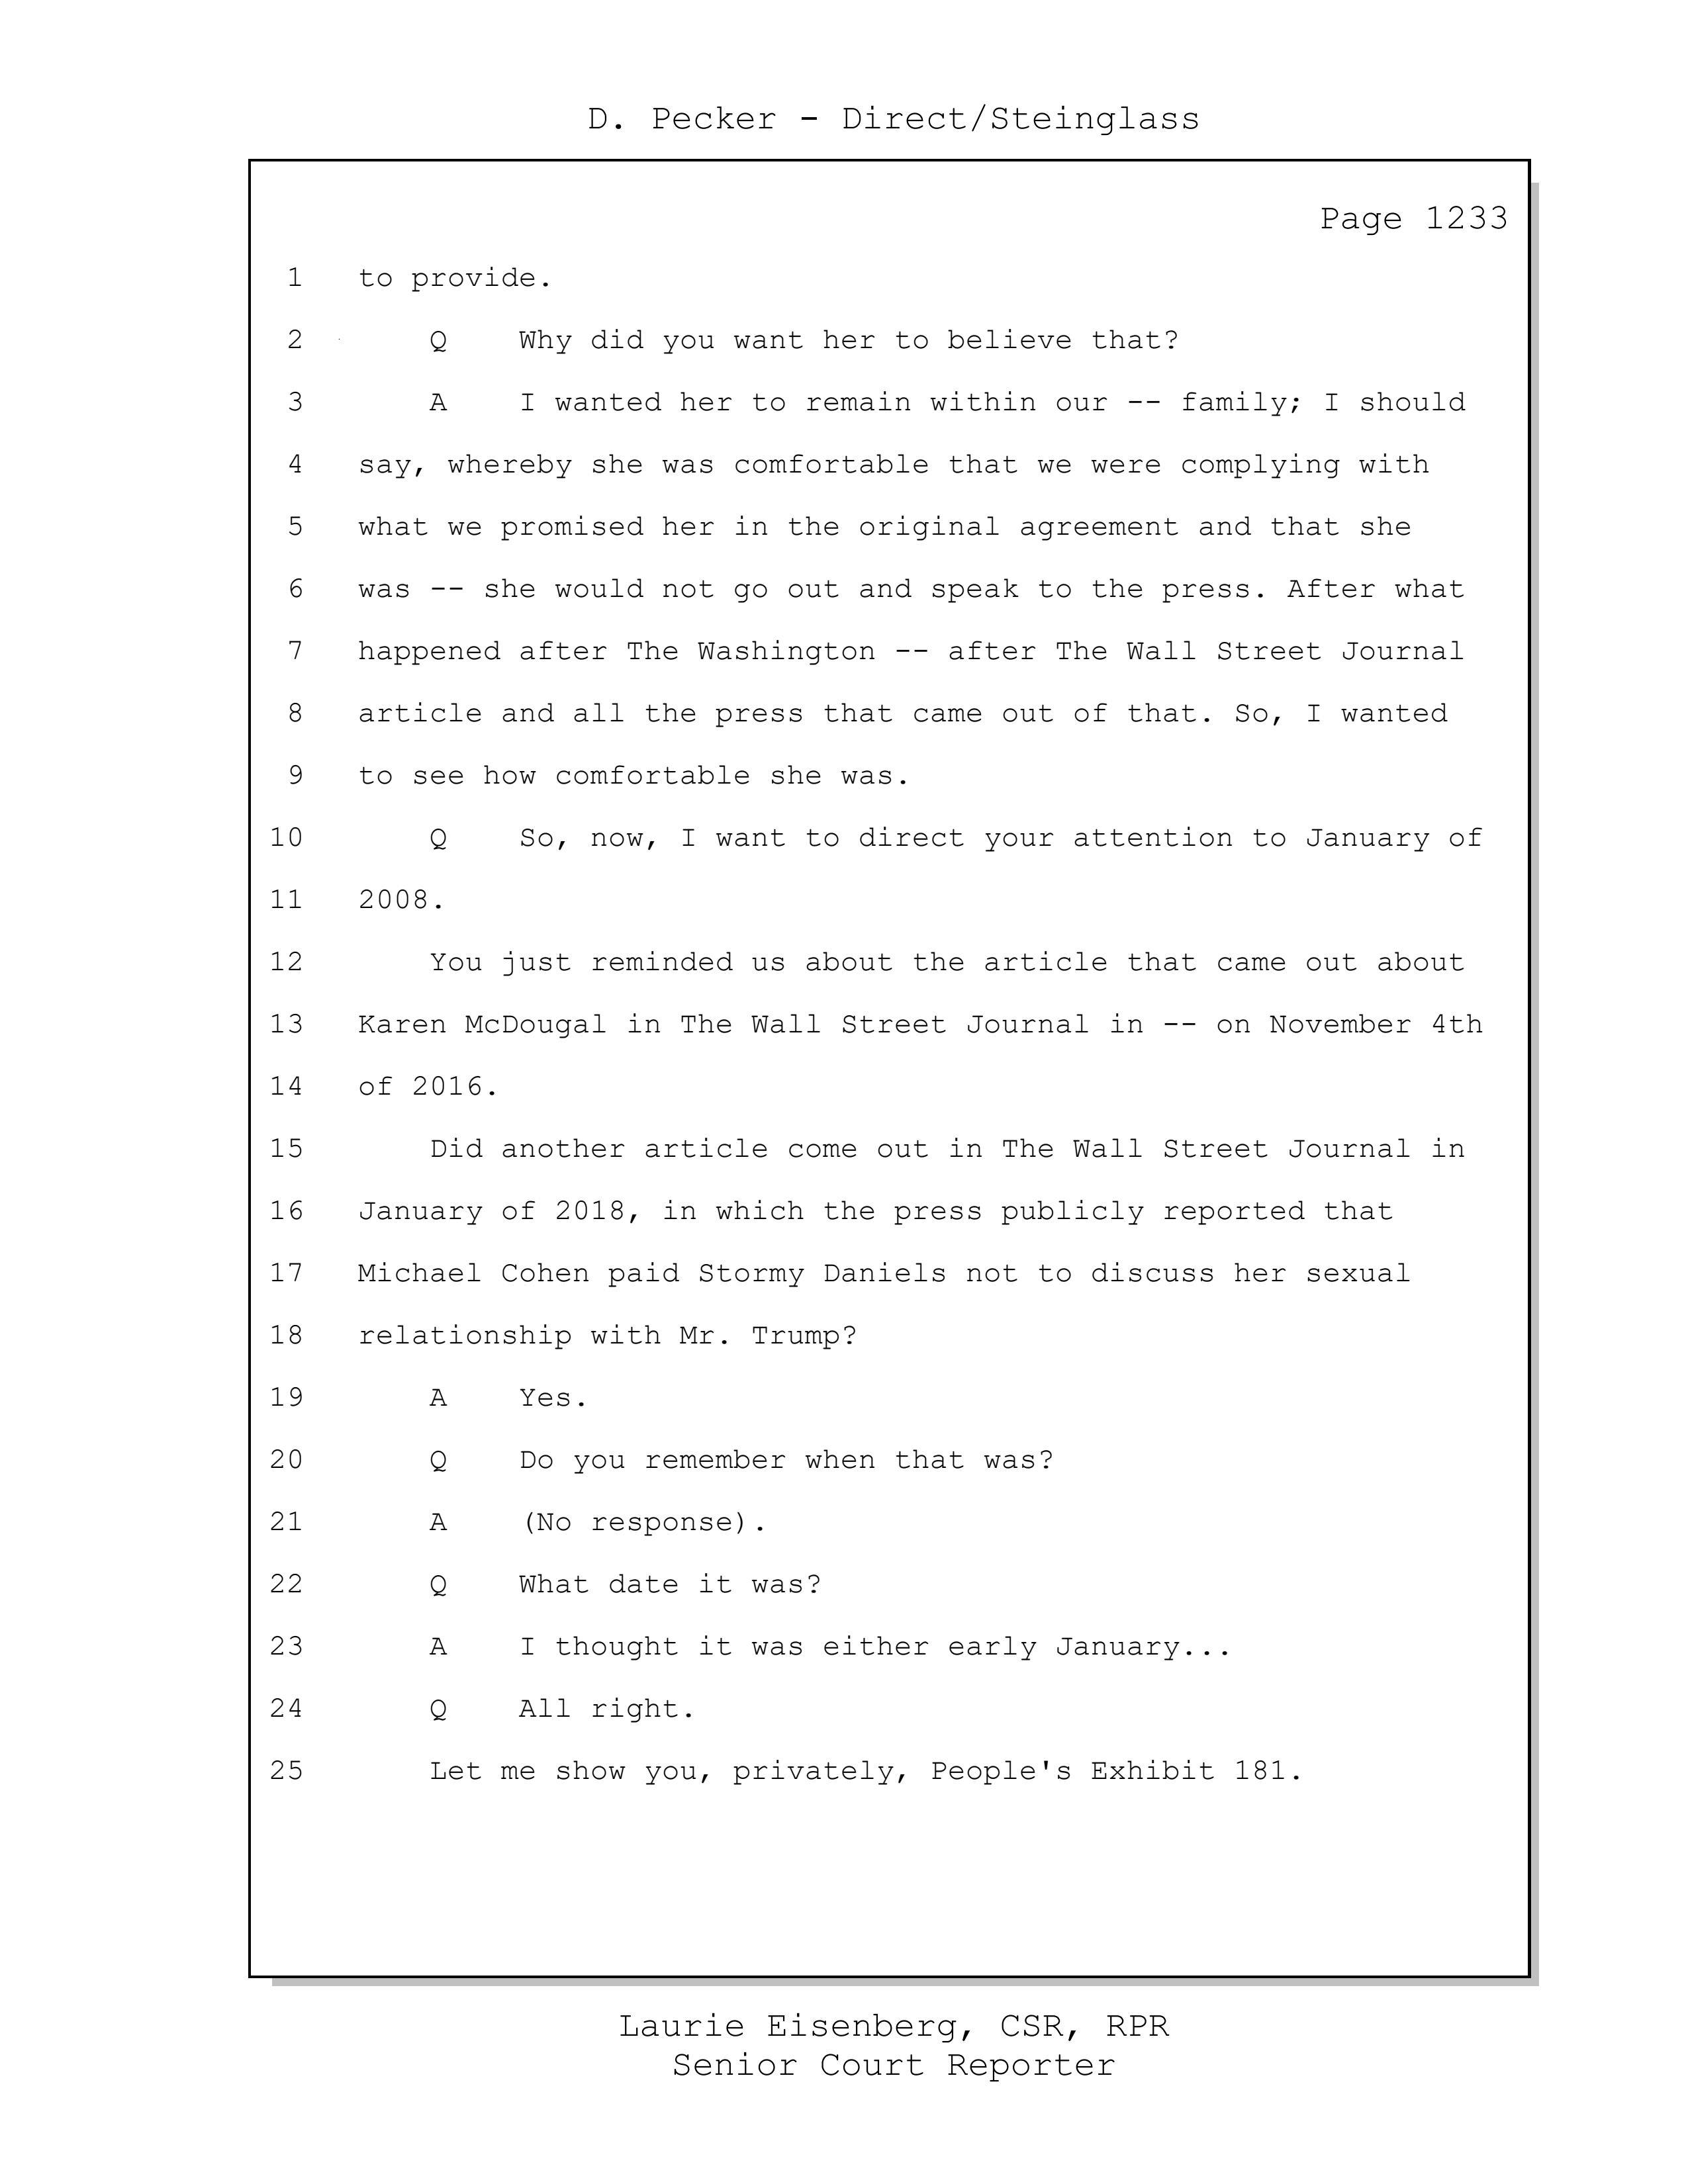 D. Pecker - Direct/Steinglass
Page 1233
1 to provide.
2 Q Why did you want her to believe that?
3 A I wanted her to remain within our -- family; I should
4 say, whereby she was comfortable that we were complying with
5 what we promised her in the original agreement and that she
6 was -- she would not go out and speak to the press. After what
7 happened after The Washington -- after The Wall Street Journal
8 article and all the press that came out of that. So, I wanted
9 to see how comfortable she was.
10 Q So, now, I want to direct your attention to January of
11 2008.
12 You just reminded us about the article that came out about
13 Karen McDougal in The Wall Street Journal in -- on November 4th
14 of 2016.
15 Did another article come out in The Wall Street Journal in
16 January of 2018, in which the press publicly reported that
17 Michael Cohen paid Stormy Daniels not to discuss her sexual
18 relationship with Mr. Trump?
19 A Yes.
20 Q Do you remember when that was?
21 A (No response).
22 Q What date it was?
23 A I thought it was either early January...
24 Q All right.
25 Let me show you, privately, People's Exhibit 181.
Laurie Eisenberg, CSR, RPR
Senior Court Reporter